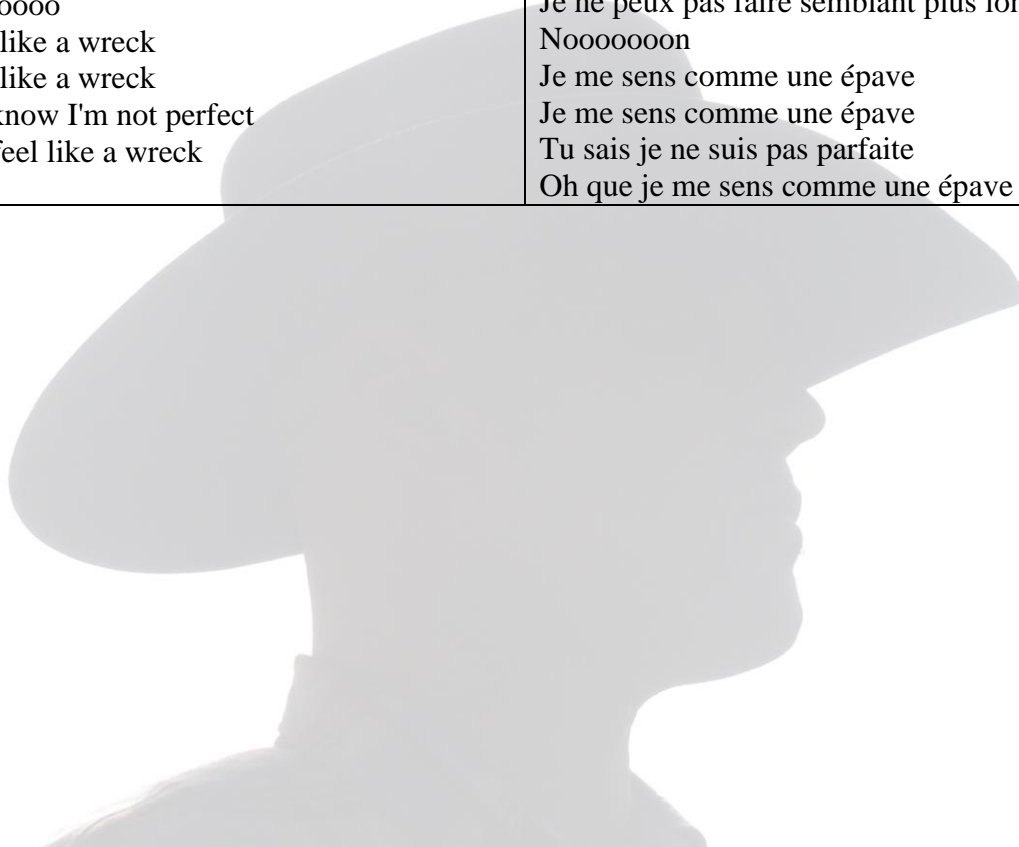 oooo
like a wreck
like a wreck
know I'm not perfect
feel like a wreck
Je ne peux pas faire semblant plus
Nooooooon
Je me sens comme une épave
Je me sens comme une épave
Tu sais je ne suis pas parfaite
Oh que je me sens comme une épave